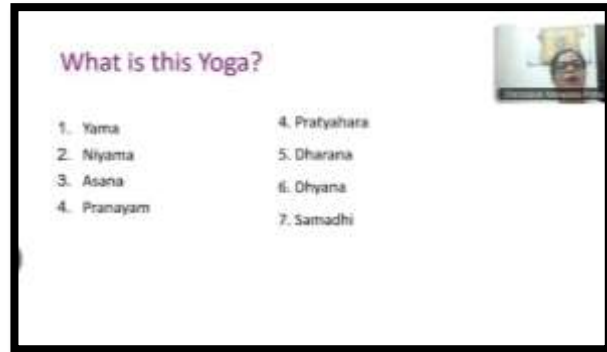 What is this Yoga?
1. Yama
2. Niyama
3. Asana
4. Pranayam
4. Pratyahara
5. Dharana
6. Dhyana
7. Samadhi